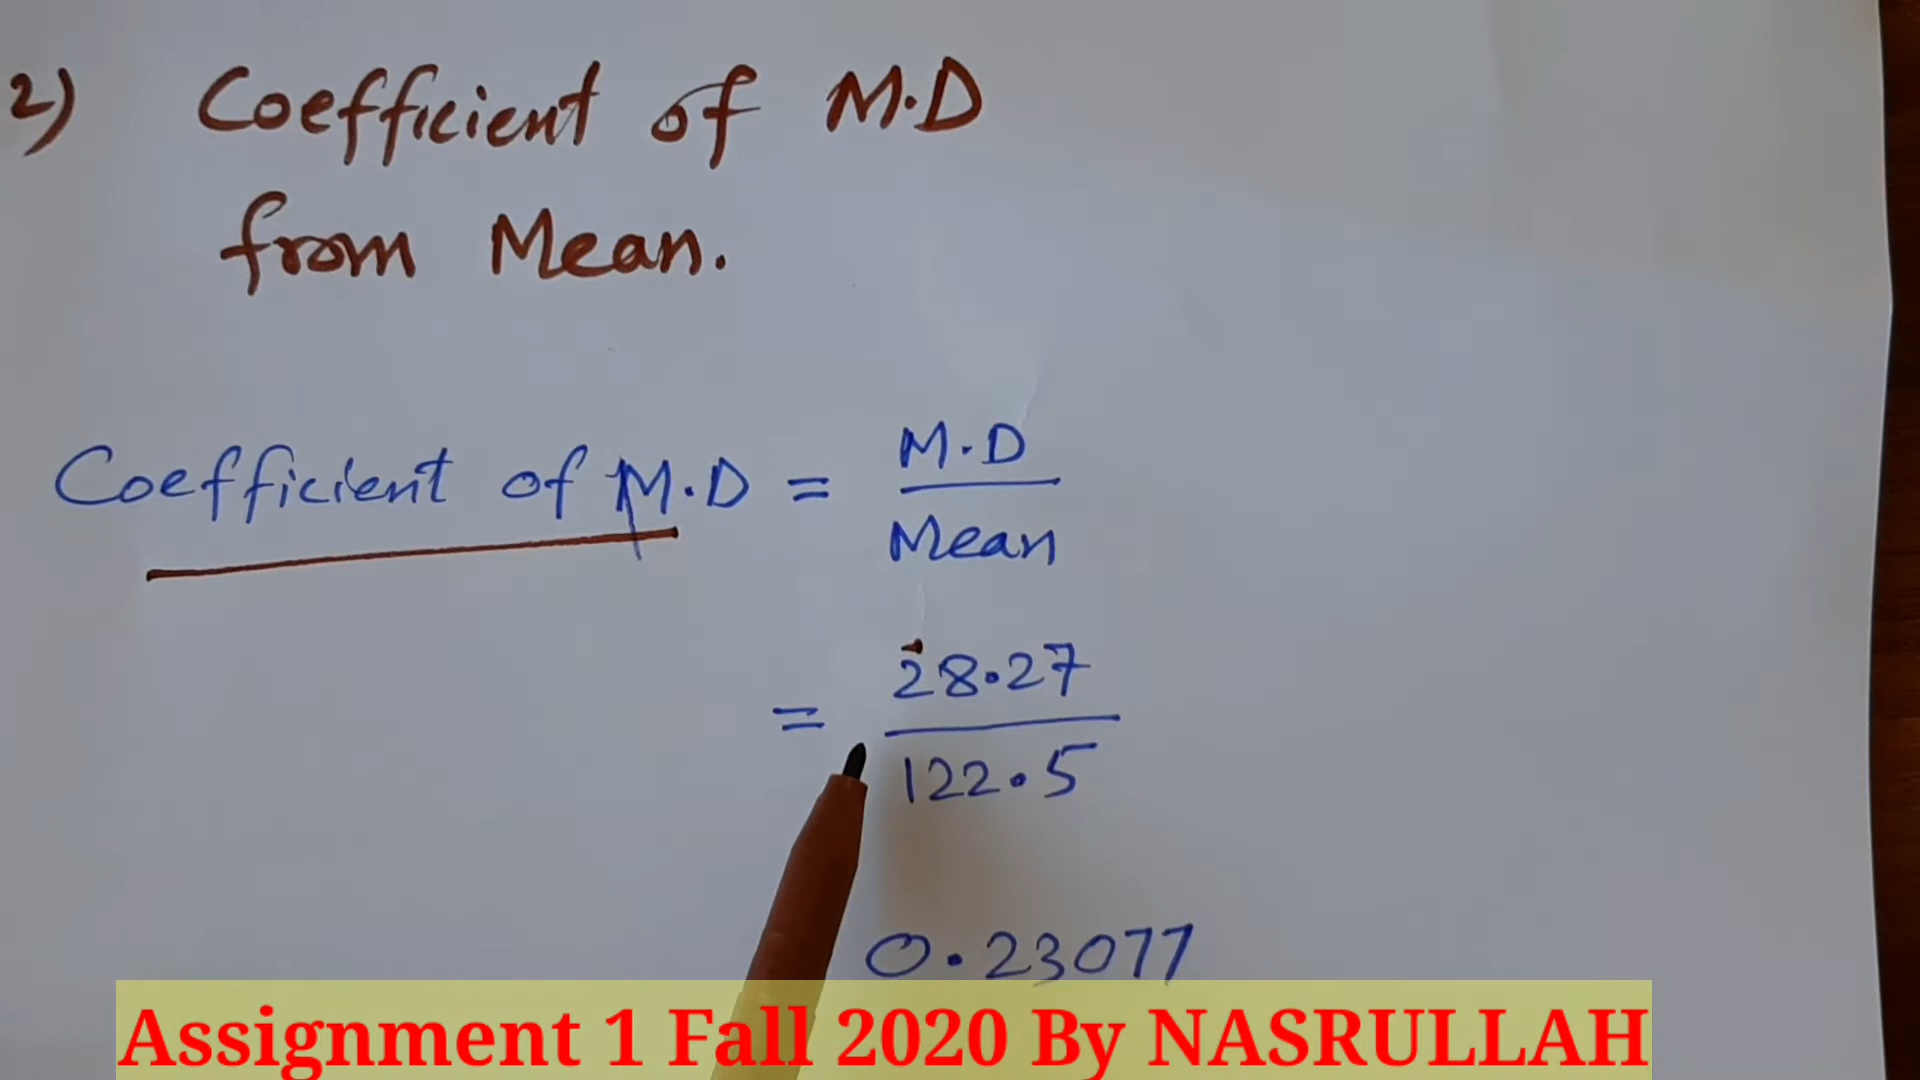 2) Coefficient of M.D
from Mean.
Coefficient of M.D = M.D
Mean
= 28.27
122.5
0.23077
Assignment 1 Fall 2020 By NASRULLAH